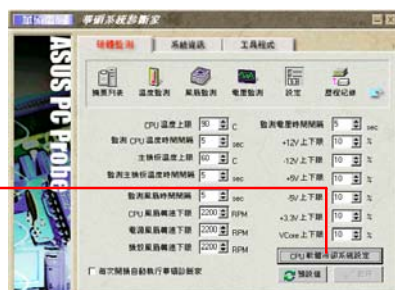 華碩系統診斷家
ASUS PC Probe
硬體監測 系統資訊 工具程式
摘要列表 溫度監測 風扇監測 電壓監測 設定 歷程紀錄
CPU 溫度上限 90 C
監測 CPU 溫度時間間隔 5 sec
主機板溫度上限 60 C
監測主機板溫度時間間隔 5 sec
監測風扇時間間隔 5 sec
CPU 風扇轉速下限 2200 RPM
電源風扇轉速下限 2200 RPM
機殼風扇轉速下限 2200 RPM
每次開機自動執行華碩診斷家
監測電壓時間間隔 5 sec
+12V 上下限 10 %
-12V 上下限 10 %
+5V 上下限 10 %
-5V 上下限 10 %
+3.3V 上下限 10 %
VCore 上下限 10 %
CPU 軟體冷卻系統設定
預設值